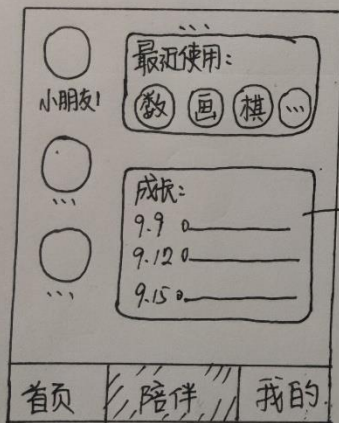 小朋友1
...
...
...
最近使用:
数 画 棋 ...
成长:
9.9
9.12
9.15
首页 陪伴 我的